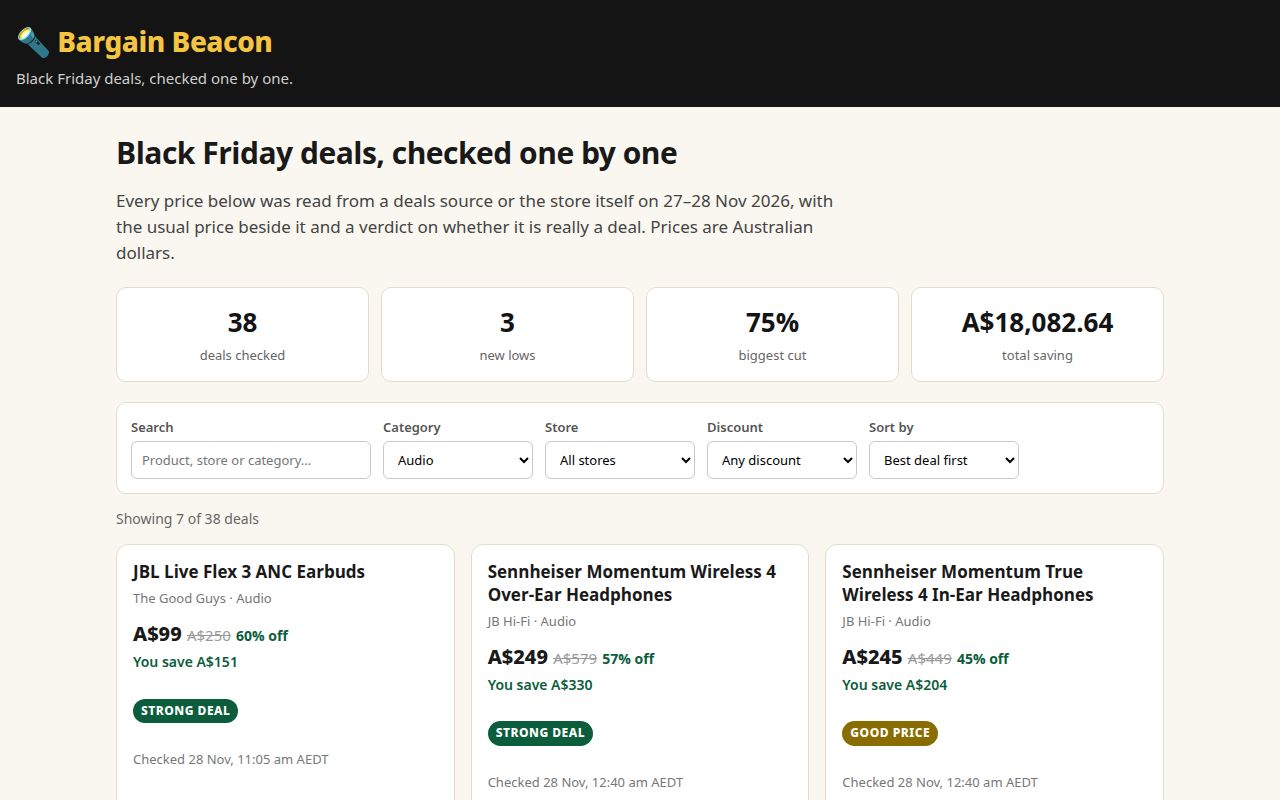 Bargain Beacon
Black Friday deals, checked one by one.
Black Friday deals, checked one by one
Every price below was read from a deals source or the store itself on 27–28 Nov 2026, with
the usual price beside it and a verdict on whether it is really a deal. Prices are Australian
dollars.
38
deals checked
3
new lows
75%
biggest cut
A$18,082.64
total saving
Search
Product, store or category…
Category
Audio
Store
All stores
Discount
Any discount
Sort by
Best deal first
Showing 7 of 38 deals
JBL Live Flex 3 ANC Earbuds
The Good Guys · Audio
A$99 A$250 60% off
You save A$151
STRONG DEAL
Checked 28 Nov, 11:05 am AEDT
Sennheiser Momentum Wireless 4
Over-Ear Headphones
JB Hi-Fi · Audio
A$249 A$579 57% off
You save A$330
STRONG DEAL
Checked 28 Nov, 12:40 am AEDT
Sennheiser Momentum True
Wireless 4 In-Ear Headphones
JB Hi-Fi · Audio
A$245 A$449 45% off
You save A$204
GOOD PRICE
Checked 28 Nov, 12:40 am AEDT